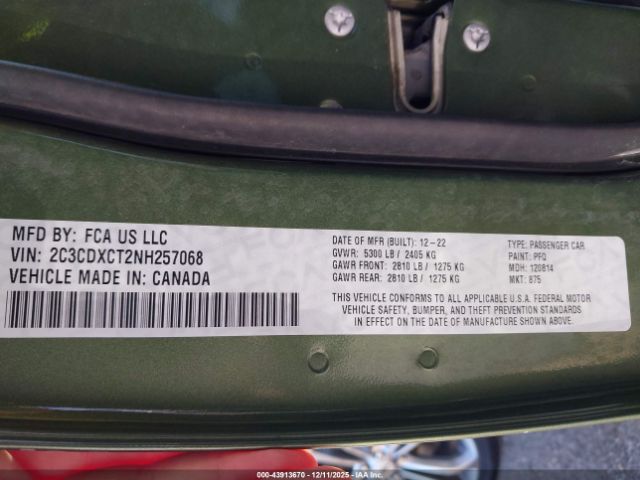 MFD BY: FCA US LLC
VIN: 2C3CDXCT2NH257068
VEHICLE MADE IN: CANADA
DATE OF MFR (BUILT): 12-22
GVWR: 5300 LB / 2405 KG
GAWR FRONT: 2810 LB / 1275 KG
GAWR REAR: 2810 LB / 1275 KG
TYPE: PASSENGER CAR
PAINT: PFQ
MDH: 120814
MKT: 875
THIS VEHICLE CONFORMS TO ALL APPLICABLE U.S.A. FEDERAL MOTOR
VEHICLE SAFETY, BUMPER, AND THEFT PREVENTION STANDARDS
IN EFFECT ON THE DATE OF MANUFACTURE SHOWN ABOVE.
000-43913670 - 12/11/2025 - IAAI.COM